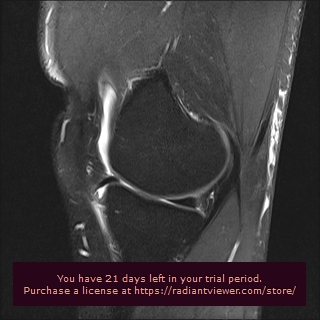 You have 21 days left in your trial period.
Purchase a license at https://radiantviewer.com/store/